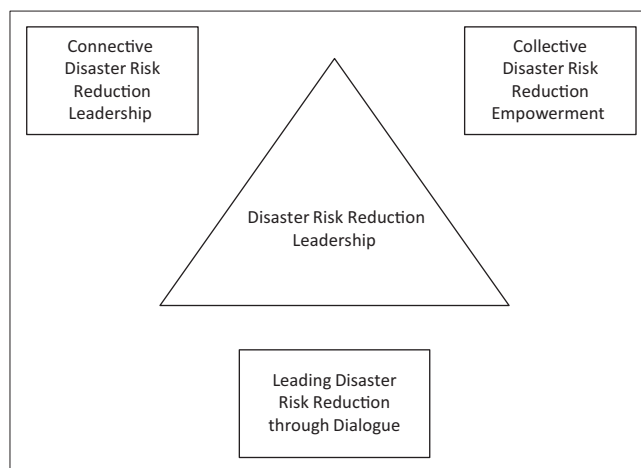 Connective
Disaster Risk
Reduction
Leadership
Collective
Disaster Risk
Reduction
Empowerment
Disaster Risk Reduction
Leadership
Leading Disaster
Risk Reduction
through Dialogue